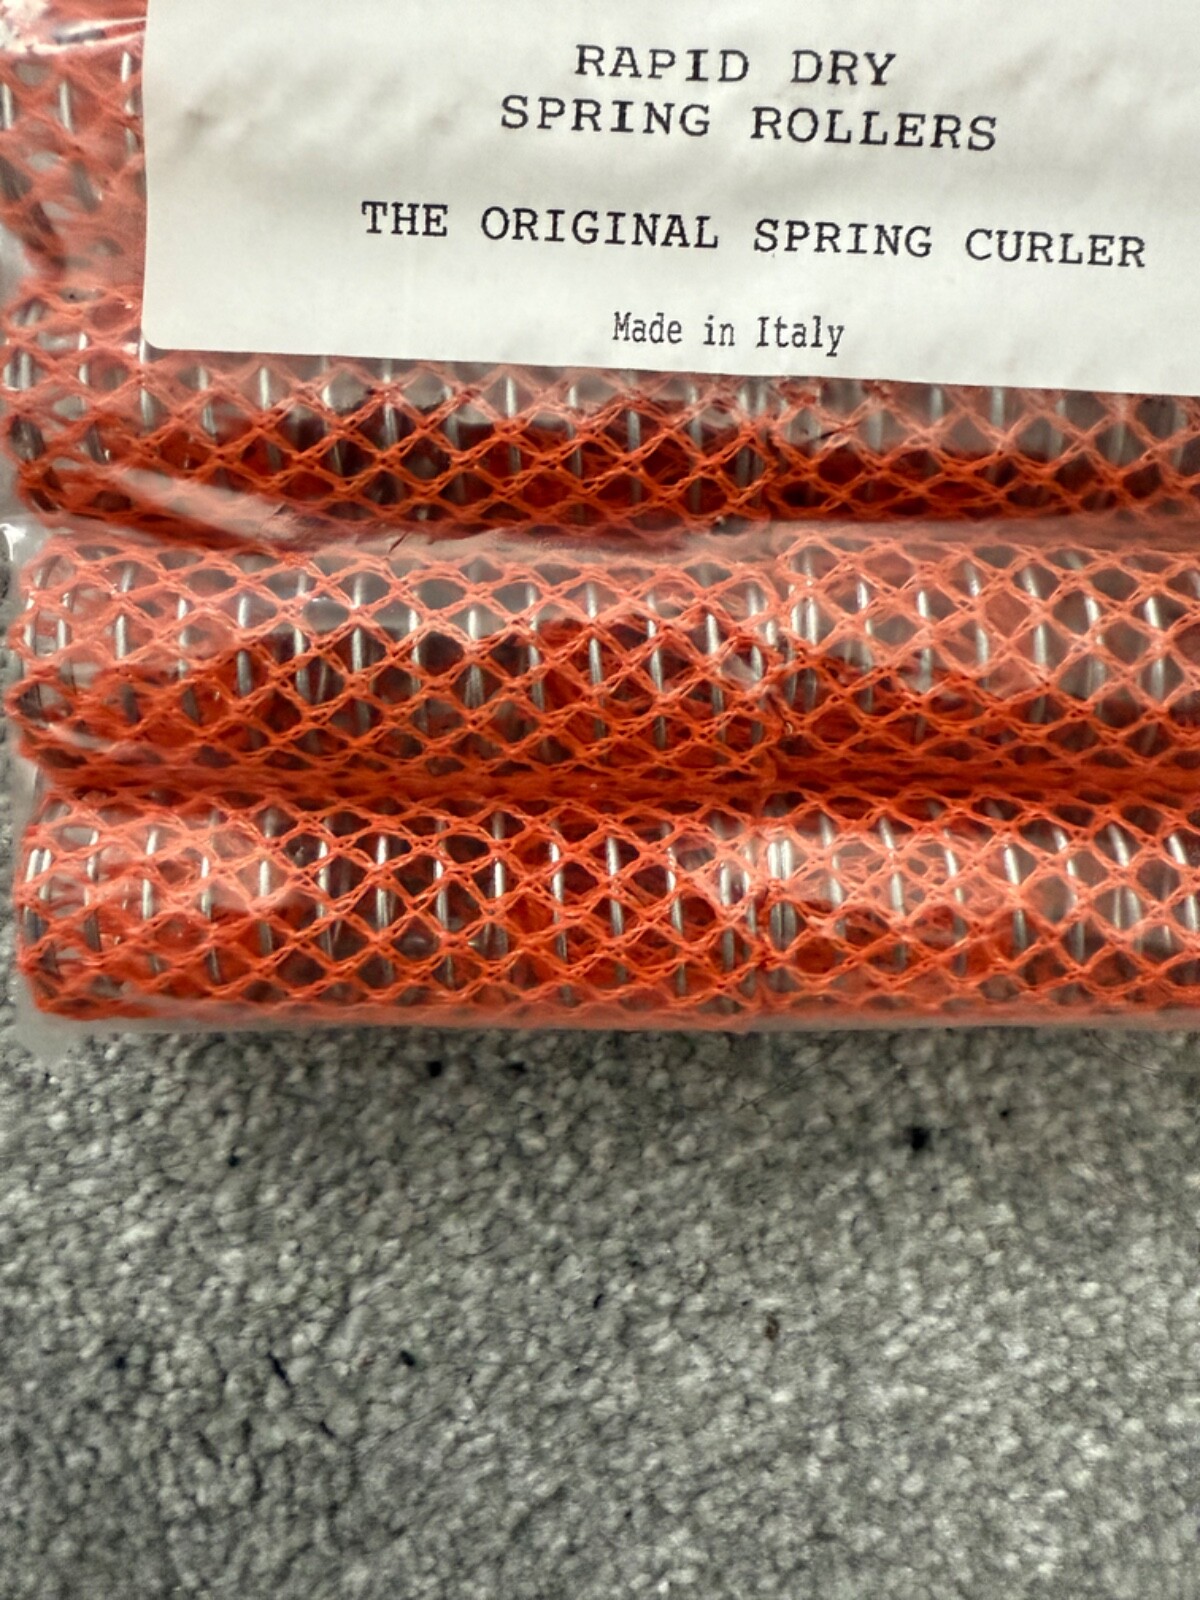 RAPID DRY
SPRING ROLLERS
THE ORIGINAL SPRING CURLER
Made in Italy